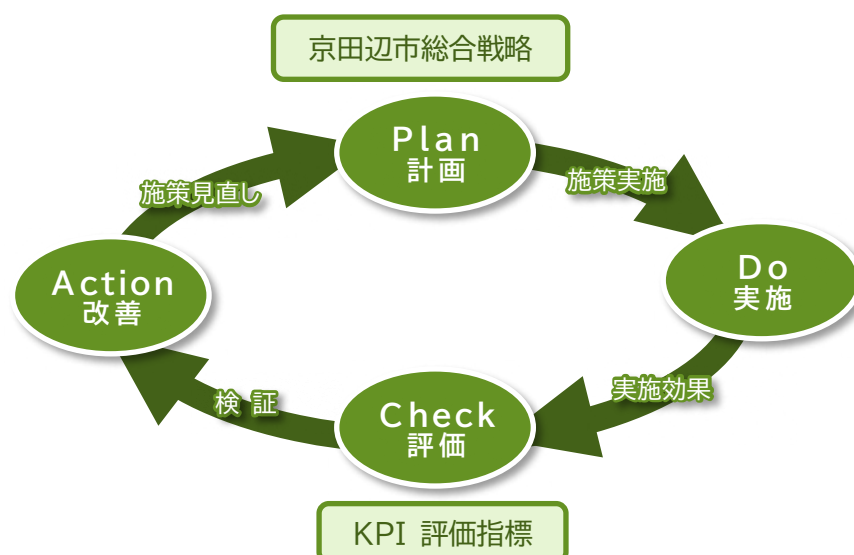 京田辺市総合戦略
Plan
計画
施策見直し
施策実施
Action
改善
Do
実施
検 証
実施効果
Check
評価
KPI 評価指標